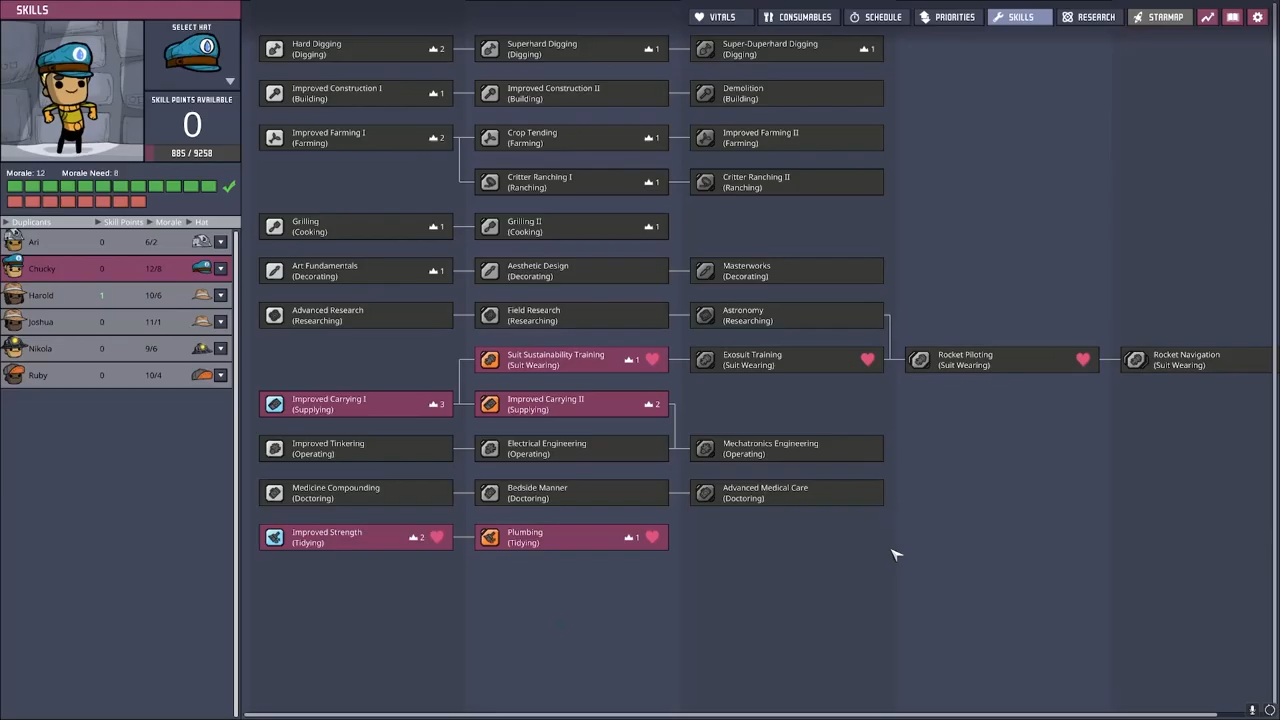 SKILLS
VITALS
CONSUMABLES
SCHEDULE
PRIORITIES
SKILLS
RESEARCH
STARMAP
SELECT HAT
SKILL POINTS AVAILABLE
0
885 / 9258
Morale: 12 Morale Need: 8
Duplicants Skill Points Morale Hat
Ari 0 6/2
Chucky 0 12/8
Harold 1 10/6
Joshua 0 11/1
Nikola 0 9/6
Ruby 0 10/4
Hard Digging
(Digging)
2
Superhard Digging
(Digging)
1
Super-Duperhard Digging
(Digging)
1
Improved Construction I
(Building)
1
Improved Construction II
(Building)
Demolition
(Building)
Improved Farming I
(Farming)
2
Crop Tending
(Farming)
1
Improved Farming II
(Farming)
Critter Ranching I
(Ranching)
1
Critter Ranching II
(Ranching)
Grilling
(Cooking)
1
Grilling II
(Cooking)
1
Art Fundamentals
(Decorating)
1
Aesthetic Design
(Decorating)
Masterworks
(Decorating)
Advanced Research
(Researching)
Field Research
(Researching)
Astronomy
(Researching)
Suit Sustainability Training
(Suit Wearing)
1
Exosuit Training
(Suit Wearing)
Rocket Piloting
(Suit Wearing)
Rocket Navigation
(Suit Wearing)
Improved Carrying I
(Supplying)
3
Improved Carrying II
(Supplying)
2
Improved Tinkering
(Operating)
Electrical Engineering
(Operating)
Mechatronics Engineering
(Operating)
Medicine Compounding
(Doctoring)
Bedside Manner
(Doctoring)
Advanced Medical Care
(Doctoring)
Improved Strength
(Tidying)
2
Plumbing
(Tidying)
1